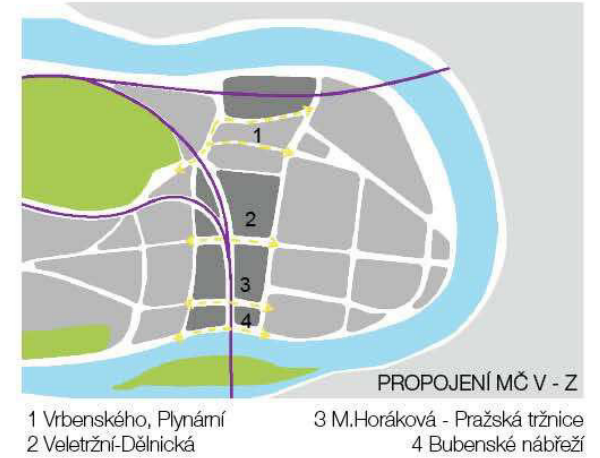 1
2
3
4
PROPOJENÍ MČ V - Z
1 Vrbenského, Plynární
2 Veletržní-Dělnická
3 M.Horáková - Pražská tržnice
4 Bubenské nábřeží